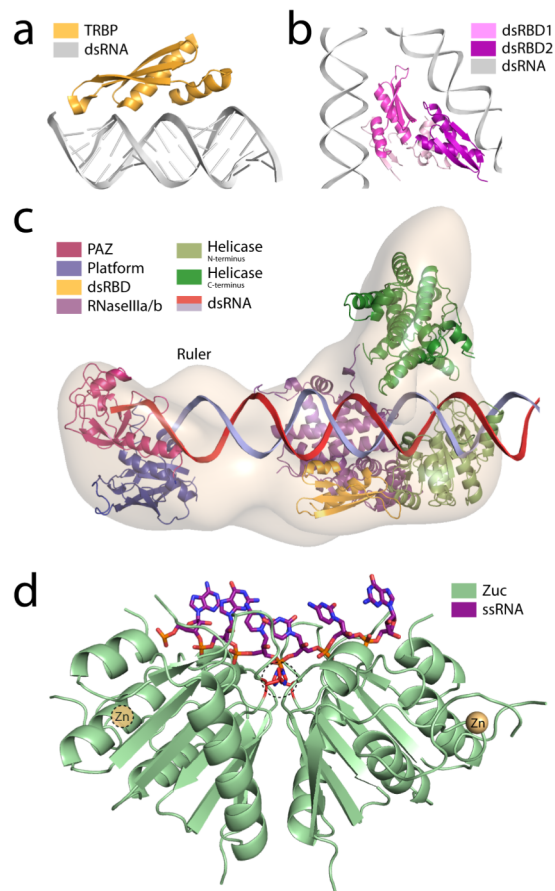 a
TRBP
dsRNA
b
dsRBD1
dsRBD2
dsRNA
c
PAZ
Platform
dsRBD
RNaseIIIa/b
Helicase
N-terminus
Helicase
C-terminus
dsRNA
Ruler
d
Zuc
ssRNA
Zn
Zn